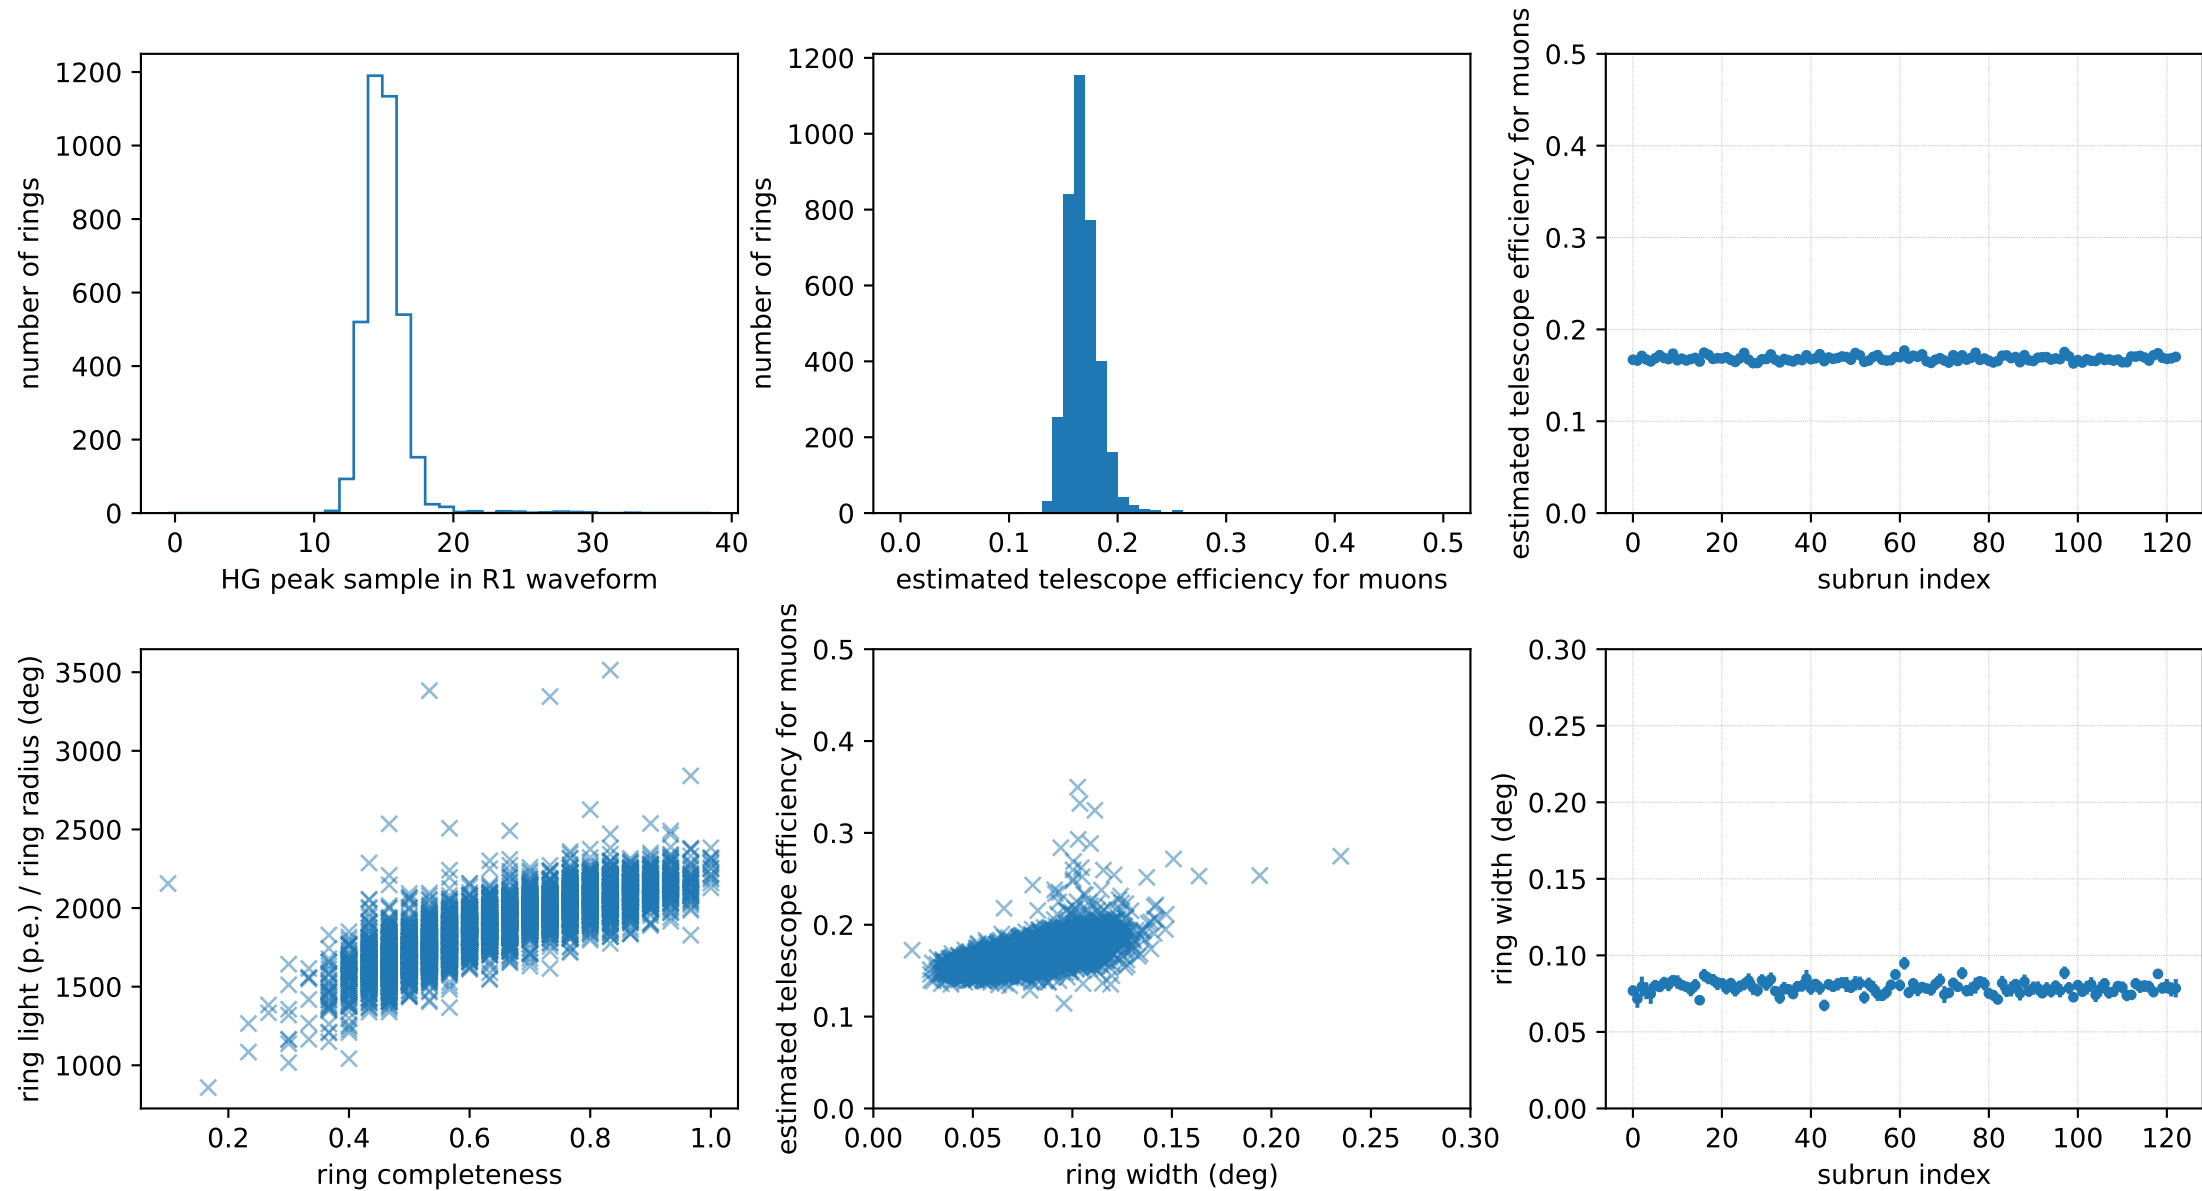 1200
1000
800
600
400
200
0
0 10 20 30 40
number of rings
HG peak sample in R1 waveform
1200
1000
800
600
400
200
0
0.0 0.1 0.2 0.3 0.4 0.5
number of rings
estimated telescope efficiency for muons
0.5
0.4
0.3
0.2
0.1
0.0
0 20 40 60 80 100 120
estimated telescope efficiency for muons
subrun index
3500
3000
2500
2000
1500
1000
0.2 0.4 0.6 0.8 1.0
ring light (p.e.) / ring radius (deg)
ring completeness
0.5
0.4
0.3
0.2
0.1
0.0
0.00 0.05 0.10 0.15 0.20 0.25 0.30
estimated telescope efficiency for muons
ring width (deg)
0.30
0.25
0.20
0.15
0.10
0.05
0.00
0 20 40 60 80 100 120
ring width (deg)
subrun index